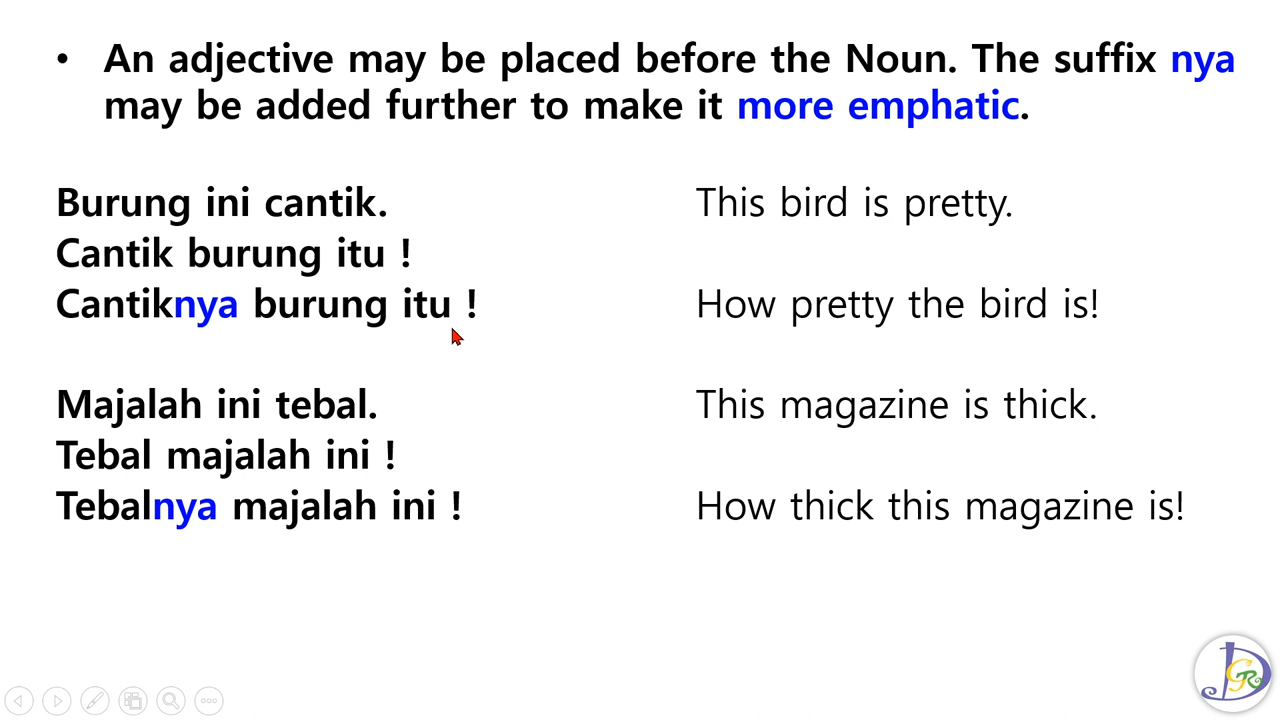 • An adjective may be placed before the Noun. The suffix nya
may be added further to make it more emphatic.
Burung ini cantik. This bird is pretty.
Cantik burung itu !
Cantiknya burung itu ! How pretty the bird is!
Majalah ini tebal. This magazine is thick.
Tebal majalah ini !
Tebalnya majalah ini ! How thick this magazine is!